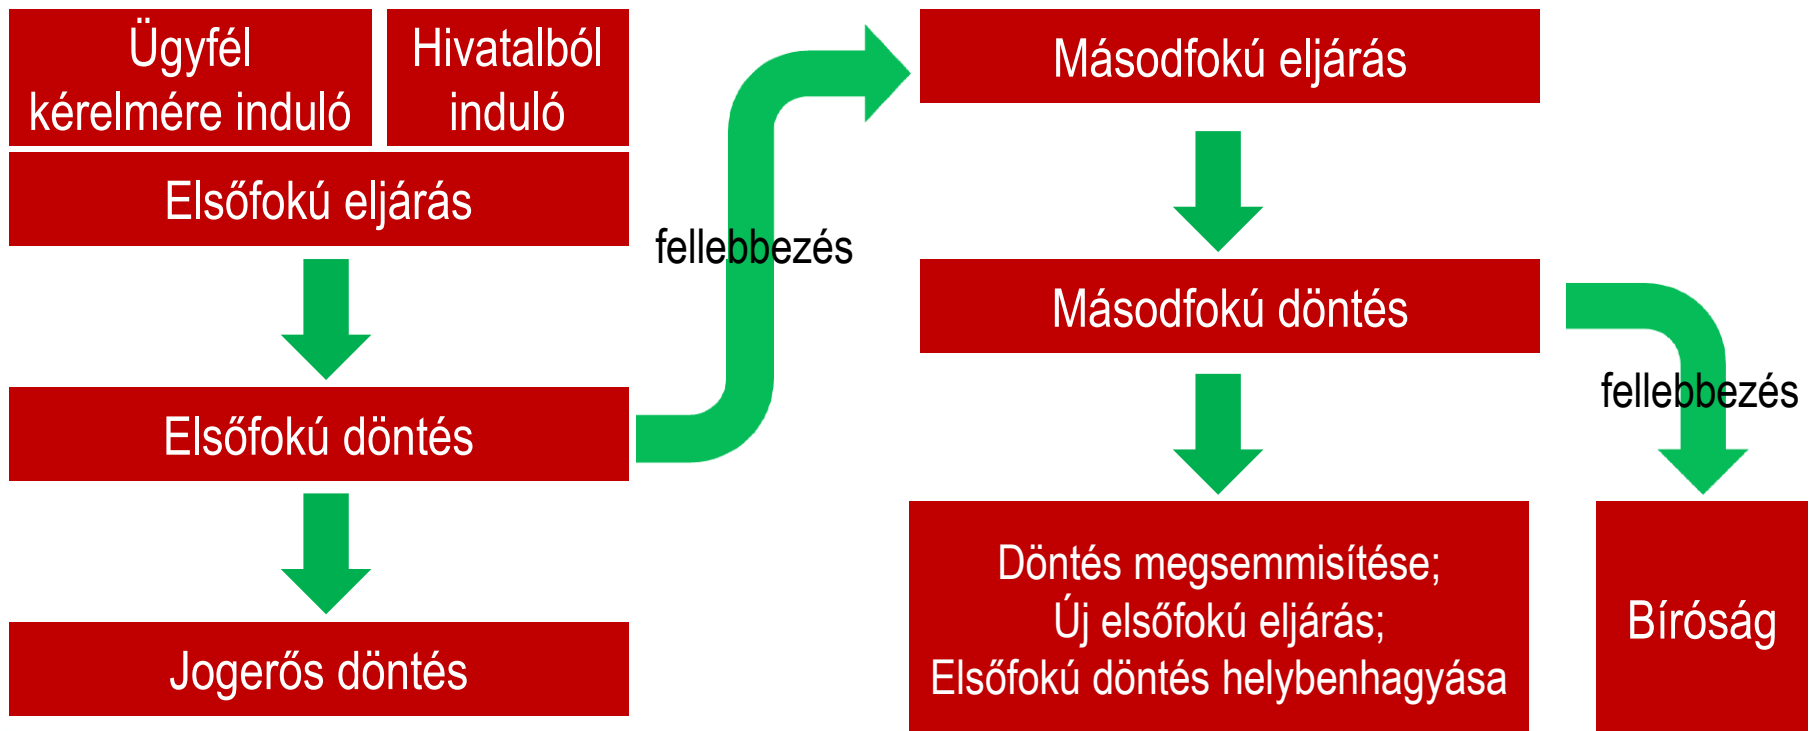 Ügyfél
kérelmére induló
Hivatalból
induló
Elsőfokú eljárás
Elsőfokú döntés
Jogerős döntés
fellebbezés
Másodfokú eljárás
Másodfokú döntés
fellebbezés
Döntés megsemmisítése;
Új elsőfokú eljárás;
Elsőfokú döntés helybenhagyása
Bíróság